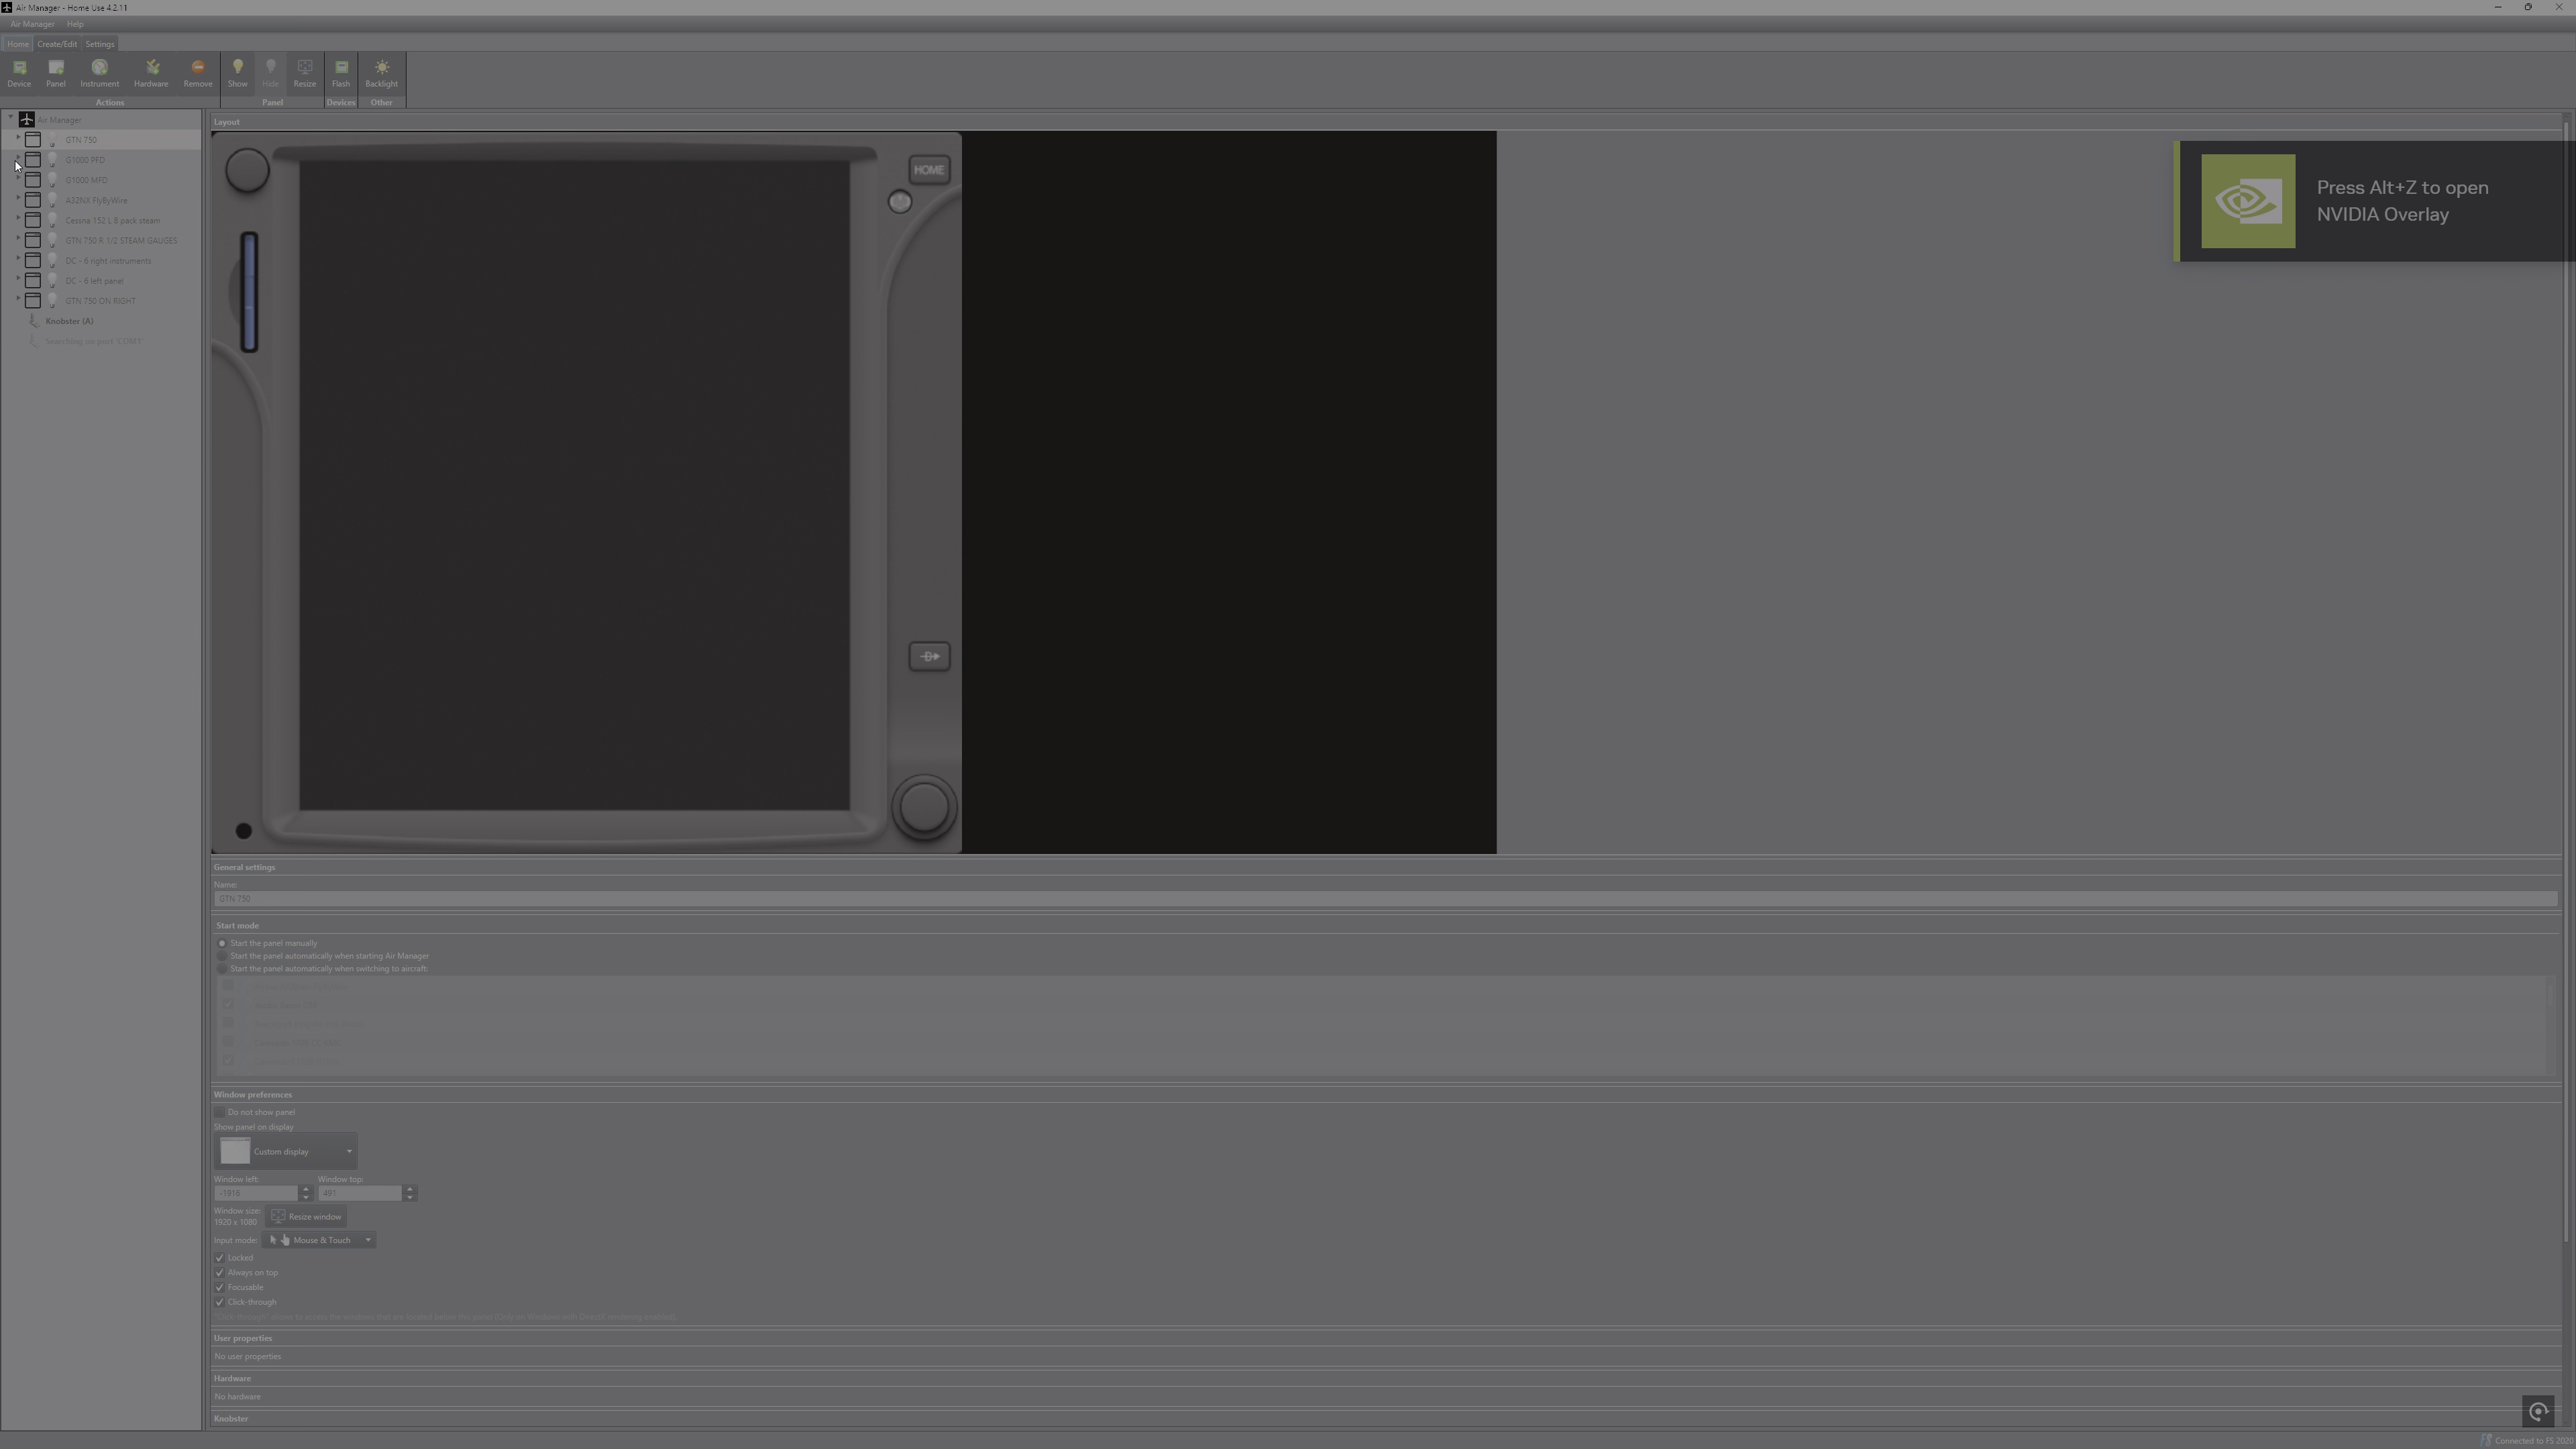 Air Manager - Home Use 4.2.11
Air Manager Help
Home Create/Edit Settings
Device Panel Instrument Hardware Remove Show Hide Resize Flash Backlight
Actions Panel Devices Other
Air Manager
GTN 750
G1000 PFD
G1000 MFD
A32NX FlyByWire
Cessna 152 L 8 pack steam
GTN 750 R 1/2 STEAM GAUGES
DC - 6 right instruments
DC - 6 left panel
GTN 750 ON RIGHT
Knobster (A)
Searching on port 'COM1'
Layout
HOME
Press Alt+Z to open
NVIDIA Overlay
General settings
Name:
GTN 750
Start mode
Start the panel manually
Start the panel automatically when starting Air Manager
Start the panel automatically when switching to aircraft:
Window preferences
Do not show panel
Show panel on display
Custom display
Window left: Window top:
-1916 491
Window size:
1920 x 1080
Resize window
Input mode: Mouse & Touch
Locked
Always on top
Focusable
Click-through
User properties
No user properties
Hardware
No hardware
Knobster
Connected to FS 2020